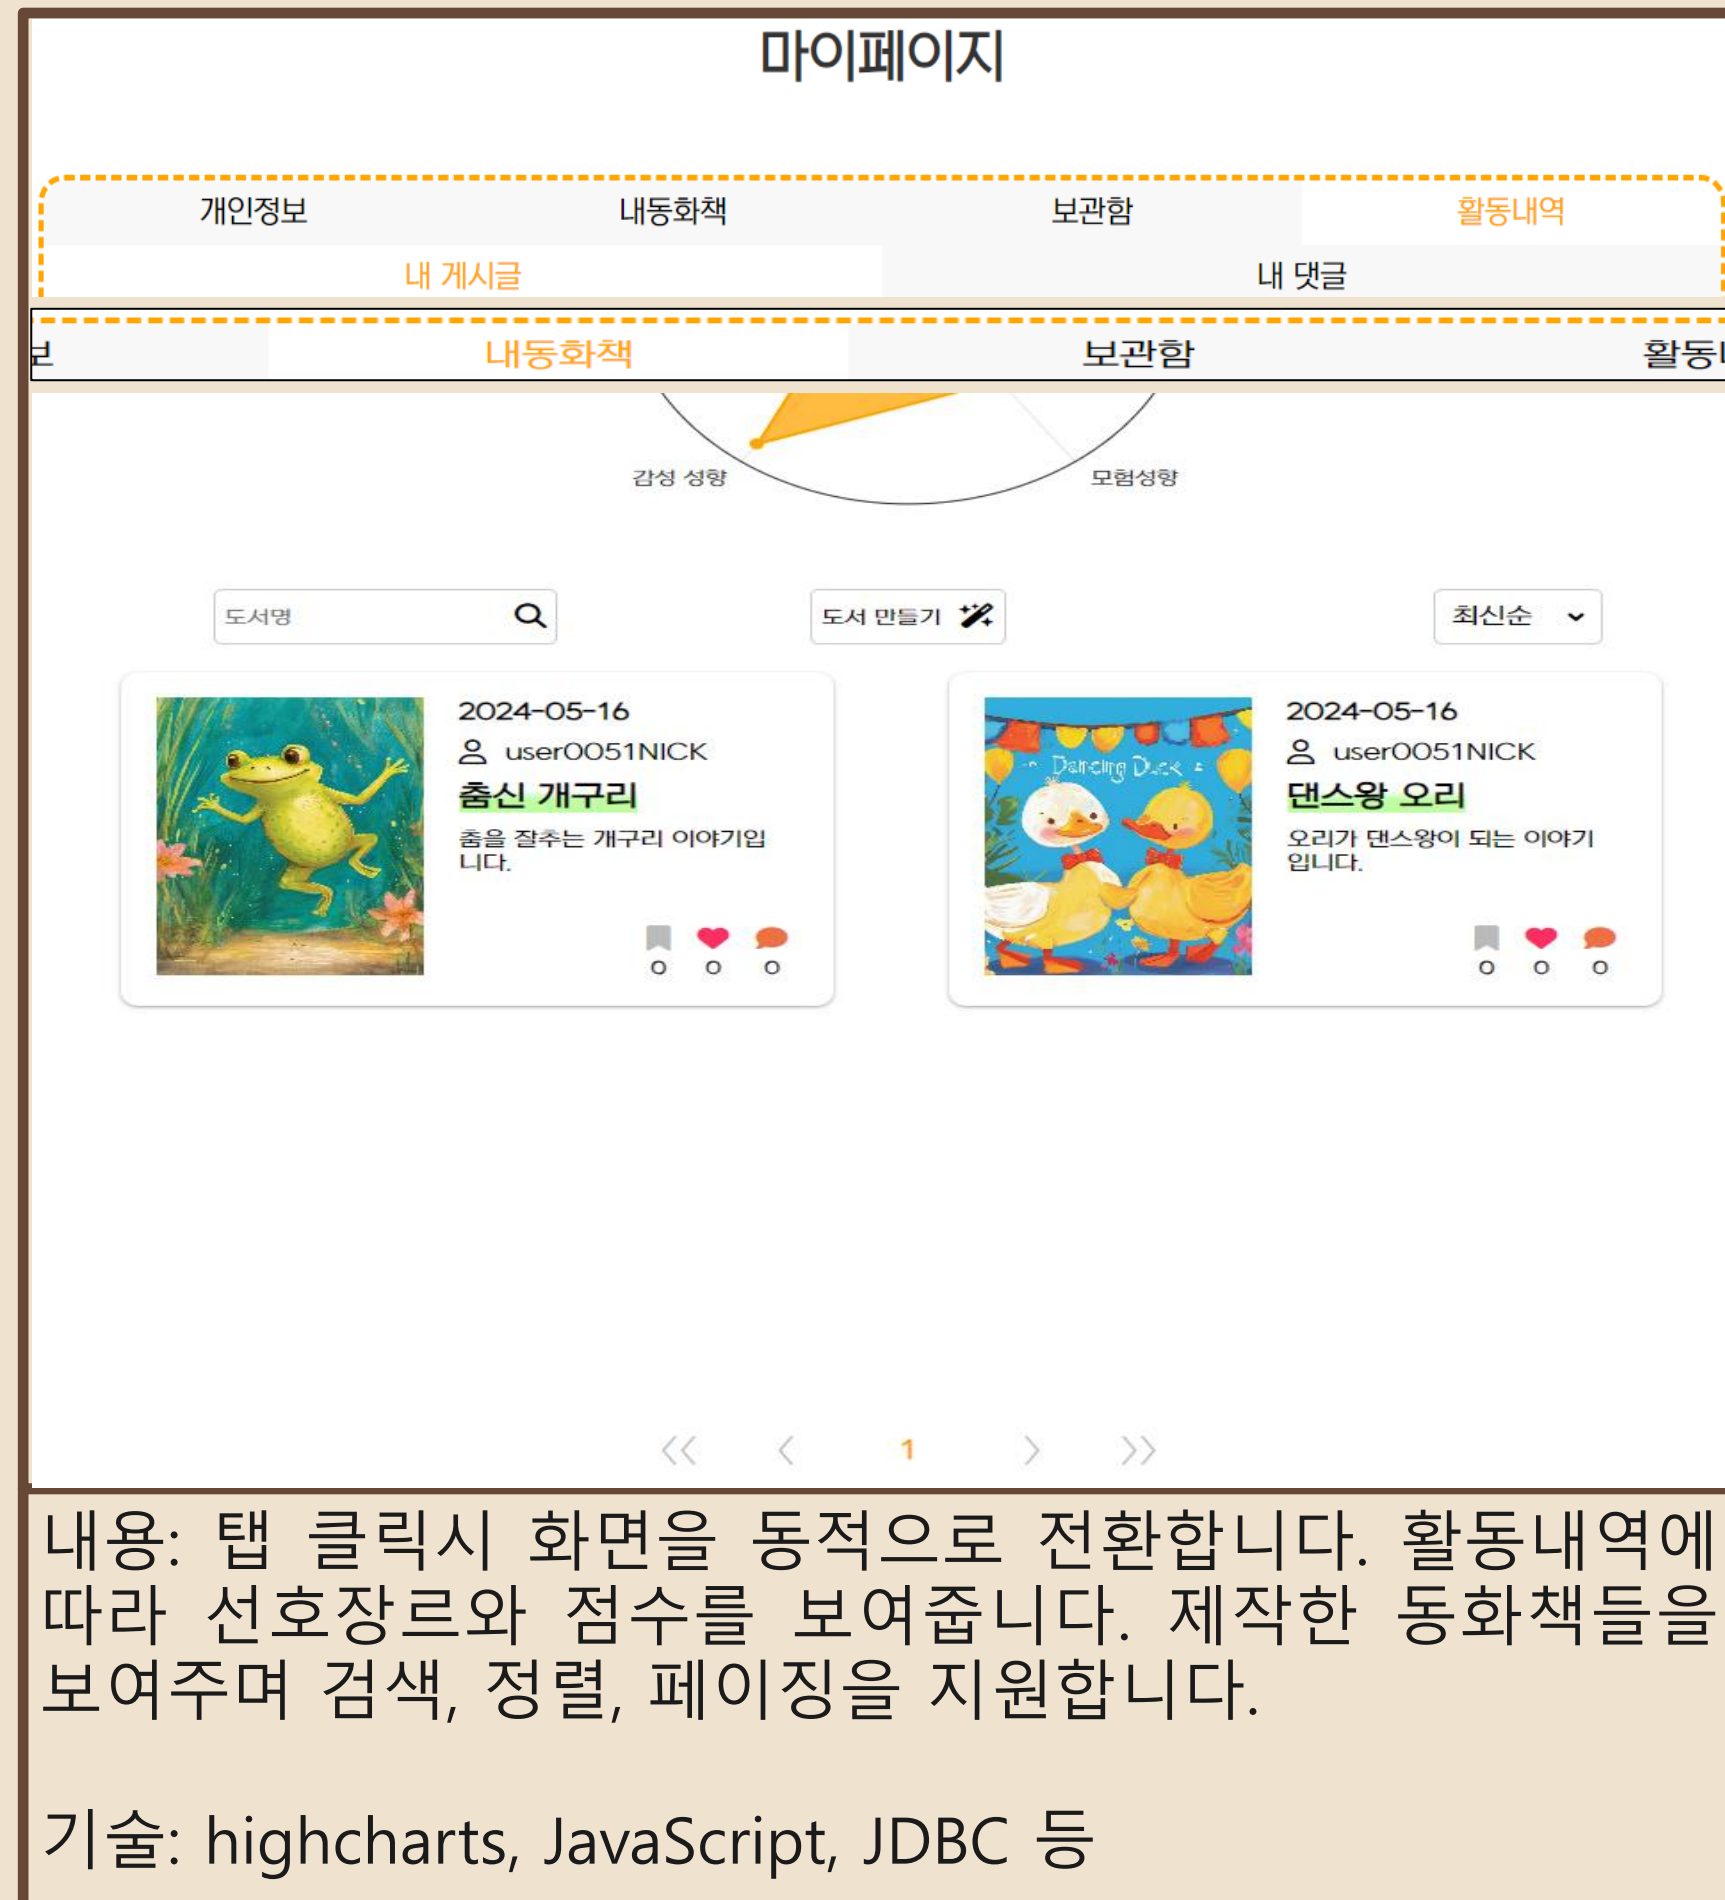 마이페이지
개인정보 내동화책 보관함 활동내역
내 게시글 내 댓글
내동화책 보관함
감성 성향 모험성향
도서명 도서 만들기 최신순
2024-05-16
user0051NICK
춤신 개구리
춤을 잘추는 개구리 이야기입
니다.
0 0 0
Dancing Duck
2024-05-16
user0051NICK
댄스왕 오리
오리가 댄스왕이 되는 이야기
입니다.
0 0 0
<< < 1 > >>
내용: 탭 클릭시 화면을 동적으로 전환합니다. 활동내역에
따라 선호장르와 점수를 보여줍니다. 제작한 동화책들을
보여주며 검색, 정렬, 페이징을 지원합니다.
기술: highcharts, JavaScript, JDBC 등